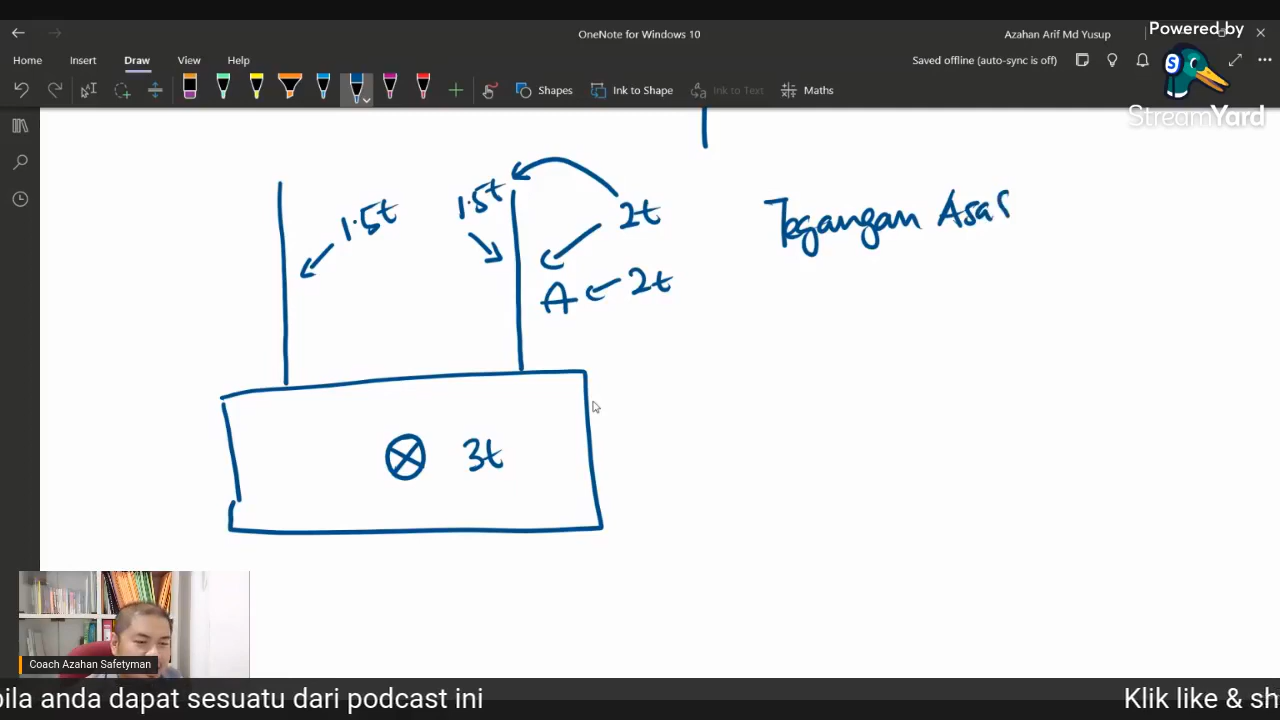 OneNote for Windows 10
Azahan Arif Md Yusup
Powered by
StreamYard
Home Insert Draw View Help
Saved offline (auto-sync is off)
Shapes Ink to Shape Ink to Text Maths
1.5t
1.5t
2t
Tegangan Asas
A
2t
3t
Coach Azahan Safetyman
bila anda dapat sesuatu dari podcast ini
Klik like & sh